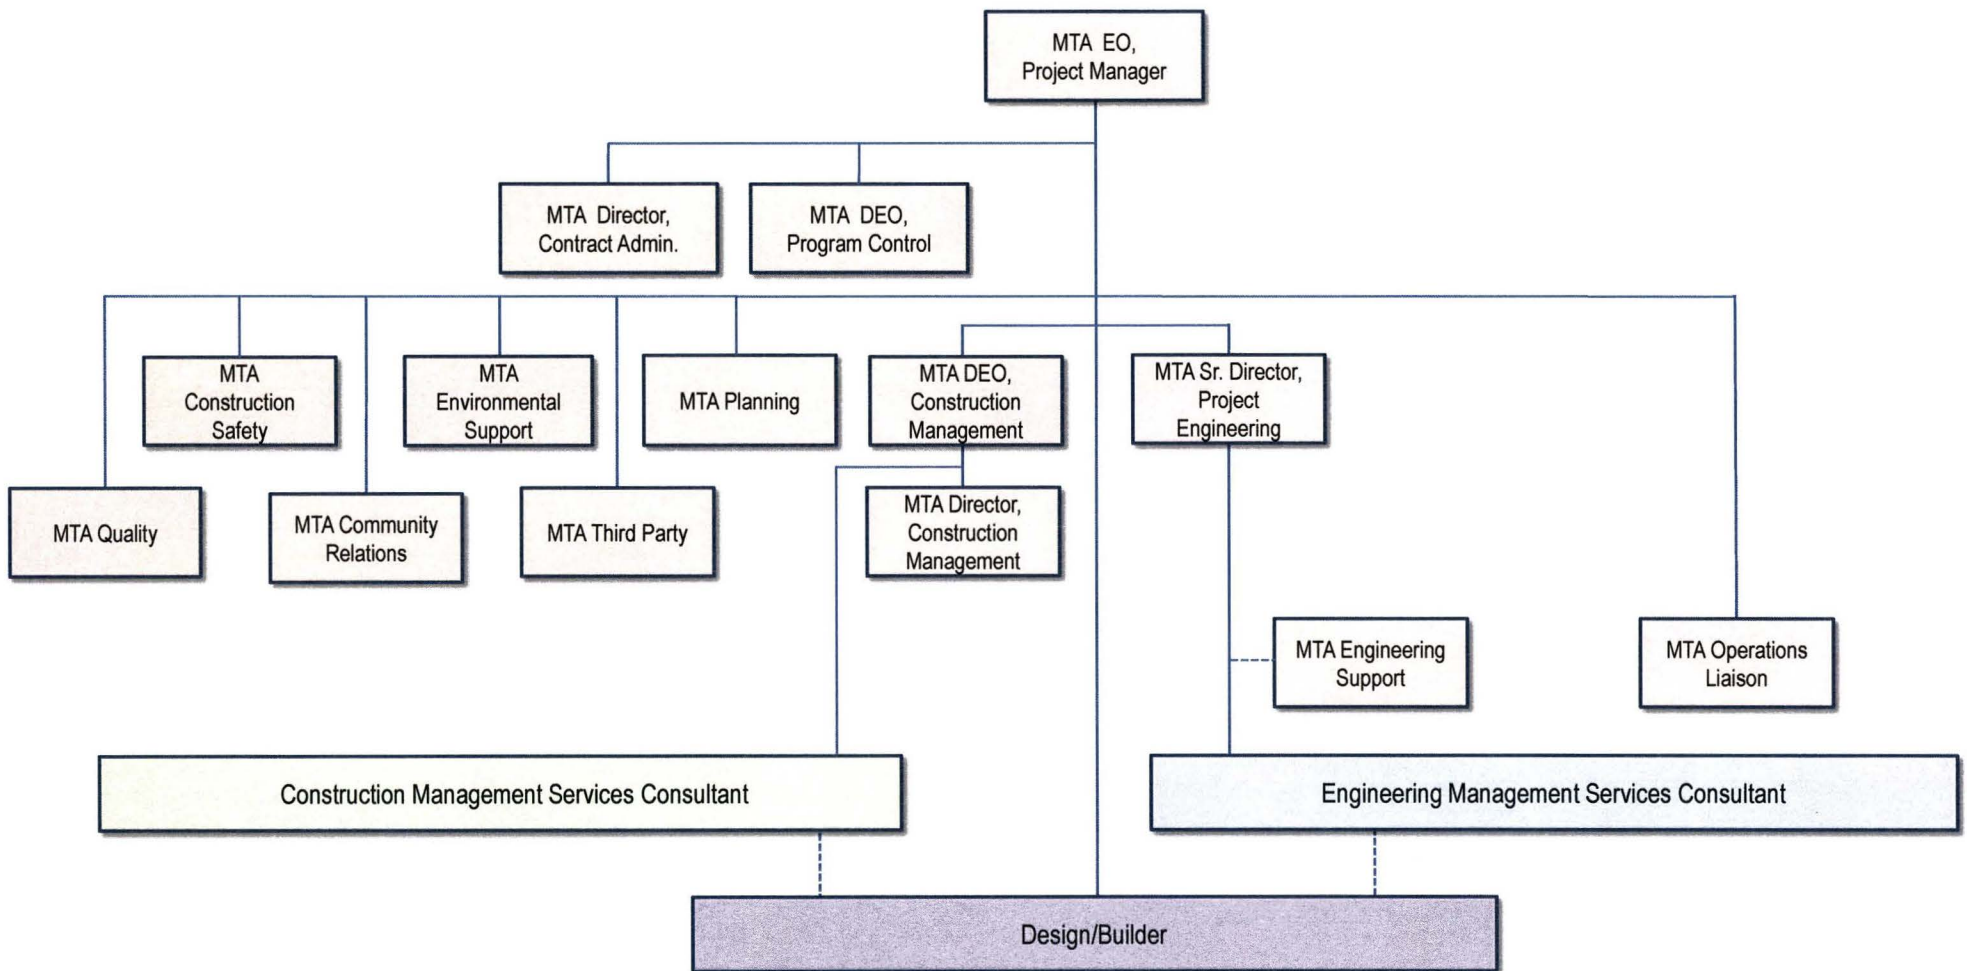 MTA EO,
Project Manager
MTA Director,
Contract Admin.
MTA DEO,
Program Control
MTA
Construction
Safety
MTA
Environmental
Support
MTA Planning
MTA DEO,
Construction
Management
MTA Sr. Director,
Project
Engineering
MTA Quality
MTA Community
Relations
MTA Third Party
MTA Director,
Construction
Management
MTA Engineering
Support
MTA Operations
Liaison
Construction Management Services Consultant
Engineering Management Services Consultant
Design/Builder